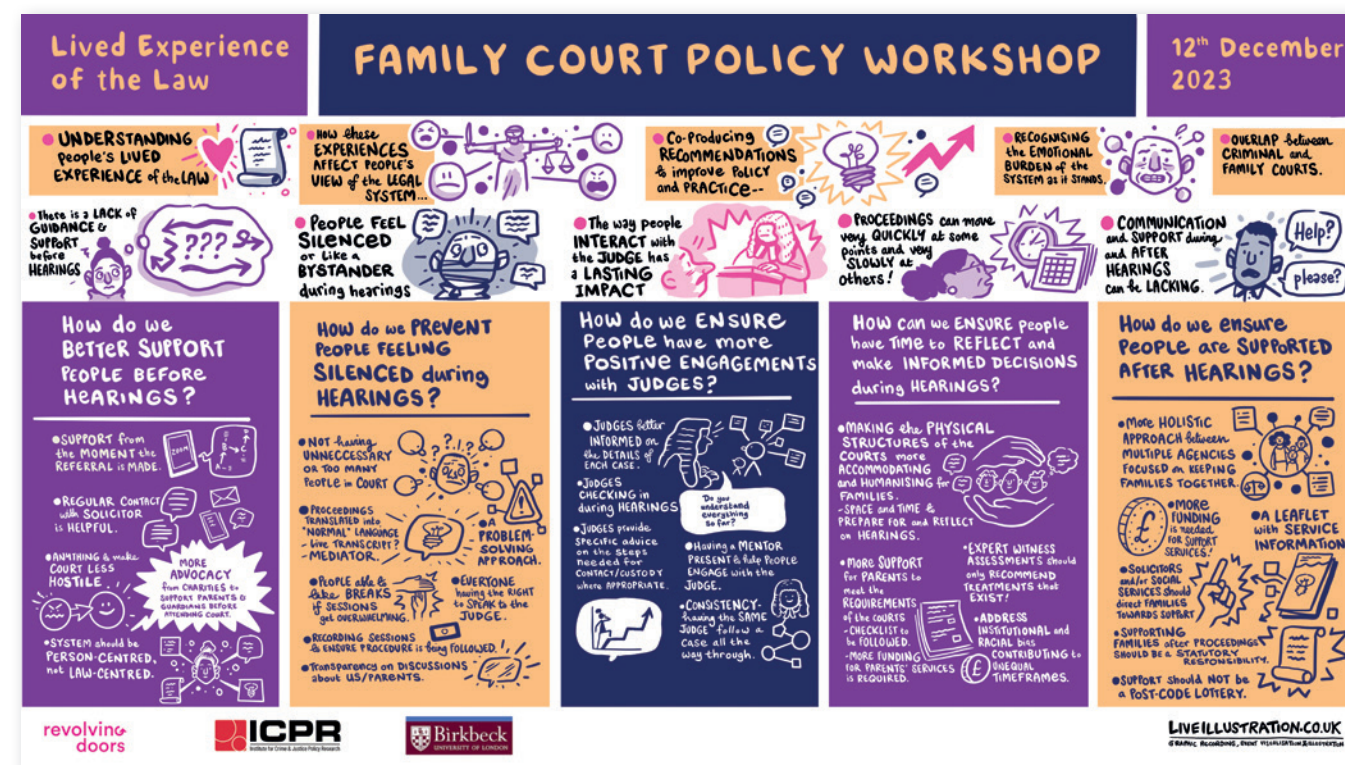 Lived Experience
of the Law
FAMILY COURT POLICY WORKSHOP
12th December
2023
UNDERSTANDING
people's LIVED
EXPERIENCE of the LAW
How these
EXPERIENCES
AFFECT PEOPLE'S
VIEW of the LEGAL
SYSTEM...
Co-Producing
RECOMMENDATIONS
to improve POLICY
and PRACTICE--
RECOGNISING
the EMOTIONAL
BURDEN of the
SYSTEM as it STANDS.
OVERLAP between
CRIMINAL and
FAMILY COURTS.
There is a LACK of
GUIDANCE &
SUPPORT
before
HEARINGS
???
PEOPLE FEEL
SILENCED
or Like a
BYSTANDER
during hearings
The way people
INTERACT with
the JUDGE has
a LASTING
IMPACT
PROCEEDINGS can move
very QUICKLY at some
points and very
SLOWLY at
others!
COMMUNICATION
and SUPPORT during
and AFTER
HEARINGS
can be LACKING.
Help?
please?
HOW do we
BETTER SUPPORT
PEOPLE BEFORE
HEARINGS?
SUPPORT from
the MOMENT the
REFERRAL is MADE.
ZOOM
A B C
REGULAR CONTACT
with SOLICITOR
is HELPFUL.
ANYTHING to make
COURT LESS
HOSTILE
MORE
ADVOCACY
from CHARITIES to
SUPPORT PARENTS &
GUARDIANS BEFORE
ATTENDING COURT.
SYSTEM should be
PERSON-CENTRED,
not LAW-CENTRED.
HOW do we PREVENT
PEOPLE FEELING
SILENCED during
HEARINGS?
NOT having
UNNECCESSARY
OR TOO MANY
PEOPLE in COURT
?!?
PROCEEDINGS
TRANSLATED into
"NORMAL" LANGUAGE
-Live TRANSCRIPT?
-MEDIATOR.
A
PROBLEM-
SOLVING
APPROACH.
PEOPLE able to
take BREAKS
if SESSIONS
get OVERWHELMING.
EVERYONE
having the RIGHT
to SPEAK to the
JUDGE.
RECORDING SESSIONS
to ENSURE PROCEDURE is being FOLLOWED.
Transparency on DISCUSSIONS
about US/PARENTS.
HOW do we ENSURE
PEOPLE have more
POSITIVE ENGAGEMENTS
with JUDGES?
JUDGES better
INFORMED on
the DETAILS of
EACH CASE.
JUDGES
CHECKING in
during HEARINGS
Do you
understand
everything
so far?
JUDGES provide
SPECIFIC advice
on the STEPS
needed for
CONTACT/CUSTODY
where APPROPRIATE.
Having a MENTOR
PRESENT to help PEOPLE
ENGAGE with the
JUDGE.
CONSISTENCY-
having the SAME
JUDGE follow a
case all the
way through.
HOW can we ENSURE people
have TIME to REFLECT and
make INFORMED DECISIONS
during HEARINGS?
MAKING the PHYSICAL
STRUCTURES of the
COURTS more
ACCOMMODATING
and HUMANISING for
FAMILIES.
-SPACE and TIME to
PREPARE FOR and REFLECT
on HEARINGS.
MORE SUPPORT
for PARENTS to
meet the
REQUIREMENTS
of the COURTS
-CHECKLIST to
be FOLLOWED.
-MORE FUNDING
FOR PARENTS' SERVICES
is REQUIRED.
EXPERT WITNESS
ASSESSMENTS should
only RECOMMEND
TREATMENTS that
EXIST!
ADDRESS
INSTITUTIONAL and
RACIAL bias
CONTRIBUTING to
UNEQUAL
TIMEFRAMES.
£
How do we ensure
PEOPLE are SUPPORTED
AFTER HEARINGS?
More HOLISTIC
APPROACH between
MULTIPLE AGENCIES
FOCUSED on KEEPING
FAMILIES TOGETHER.
£
MORE
FUNDING
is needed
FOR SUPPORT
SERVICES!
A LEAFLET
with SERVICE
INFORMATION
SOLICITORS
and/or SOCIAL
SERVICES should
direct FAMILIES
TOWARDS SUPPORT
SUPPORTING
FAMILIES after PROCEEDINGS
SHOULD BE a STATUTORY
RESPONSIBILITY.
SUPPORT should NOT be
a POST-CODE LOTTERY.
revolving
doors
ICPR
Institute for Crime & Justice Policy Research
Birkbeck
UNIVERSITY OF LONDON
LIVEILLUSTRATION.CO.UK
GRAPHIC RECORDING, EVENT VISUALISATION & ILLUSTRATION